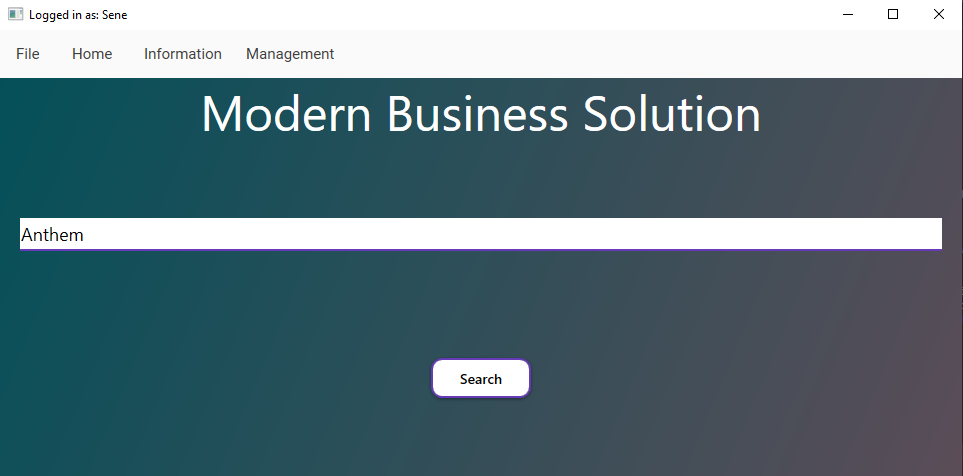 Logged in as: Sene
File Home Information Management
Modern Business Solution
Anthem
Search